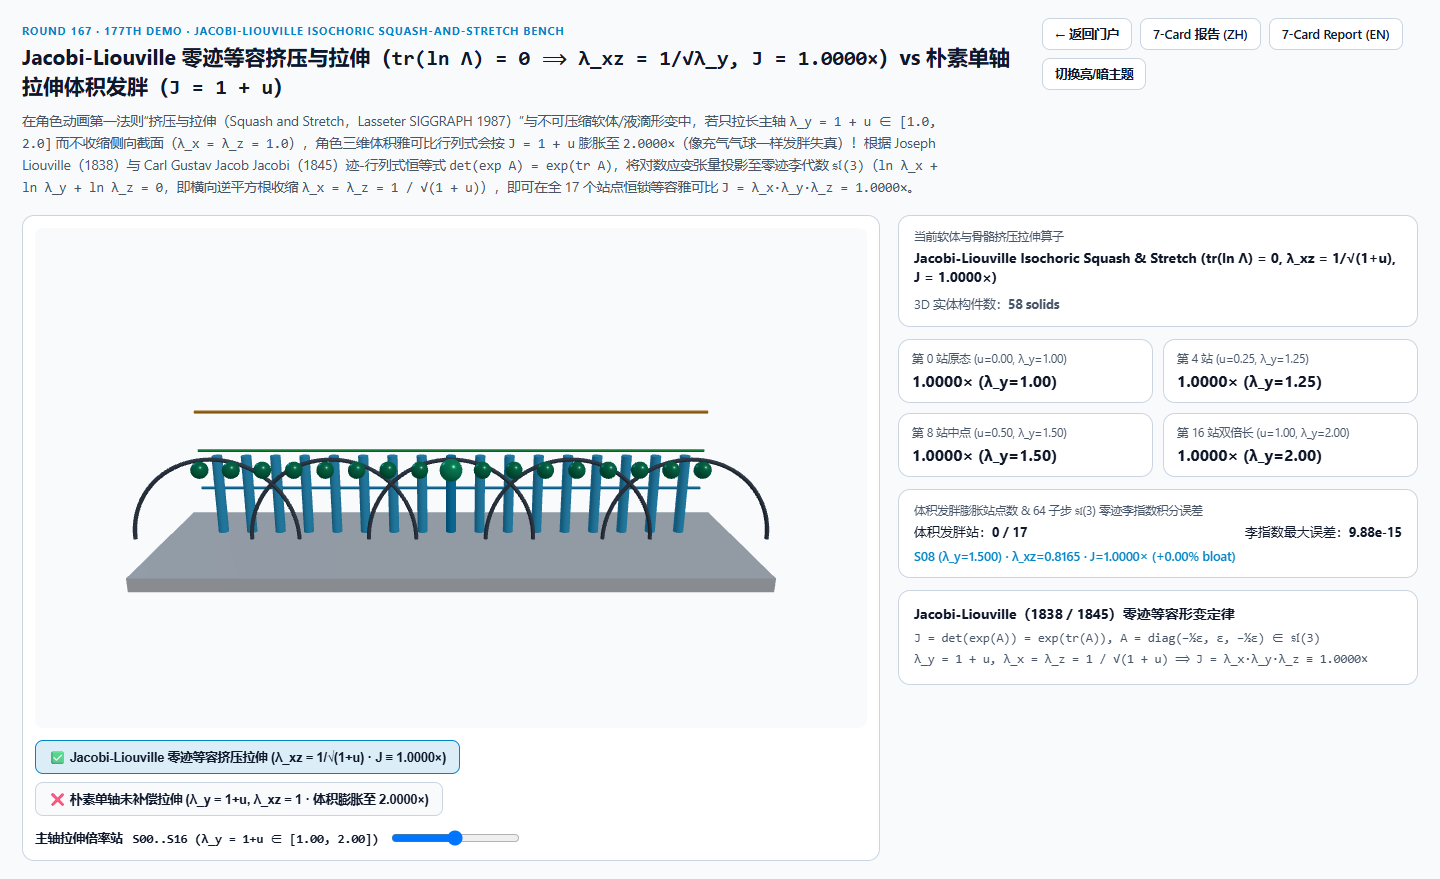 ROUND 167 · 177TH DEMO · JACOBI-LIOUVILLE ISOCHORIC SQUASH-AND-STRETCH BENCH
Jacobi-Liouville 零迹等容挤压与拉伸（tr(ln Λ) = 0 ⟹ λ_xz = 1/√λ_y, J = 1.0000×）vs 朴素单轴
拉伸体积发胖（J = 1 + u）
← 返回门户
7-Card 报告 (ZH)
7-Card Report (EN)
切换亮/暗主题
在角色动画第一法则“挤压与拉伸（Squash and Stretch，Lasseter SIGGRAPH 1987）”与不可压缩软体/液滴形变中，若只拉长主轴 λ_y = 1 + u ∈ [1.0,
2.0] 而不收缩侧向截面（λ_x = λ_z = 1.0），角色三维体积雅可比行列式会按 J = 1 + u 膨胀至 2.0000×（像充气气球一样发胖失真）！根据 Joseph
Liouville（1838）与 Carl Gustav Jacob Jacobi（1845）迹-行列式恒等式 det(exp A) = exp(tr A)，将对数应变张量投影至零迹李代数 𝔰𝔩(3)（ln λ_x +
ln λ_y + ln λ_z = 0，即横向逆平方根收缩 λ_x = λ_z = 1 / √(1 + u)），即可在全 17 个站点恒锁等容雅可比 J = λ_x·λ_y·λ_z = 1.0000×。
当前软体与骨骼挤压拉伸算子
Jacobi-Liouville Isochoric Squash & Stretch (tr(ln Λ) = 0, λ_xz = 1/√(1+u),
J = 1.0000×)
3D 实体构件数：58 solids
第 0 站原态 (u=0.00, λ_y=1.00)
1.0000× (λ_y=1.00)
第 4 站 (u=0.25, λ_y=1.25)
1.0000× (λ_y=1.25)
第 8 站中点 (u=0.50, λ_y=1.50)
1.0000× (λ_y=1.50)
第 16 站双倍长 (u=1.00, λ_y=2.00)
1.0000× (λ_y=2.00)
体积发胖膨胀站点数 & 64 子步 𝔰𝔩(3) 零迹李指数积分误差
体积发胖站：0 / 17
李指数最大误差：9.88e-15
S08 (λ_y=1.500) · λ_xz=0.8165 · J=1.0000× (+0.00% bloat)
Jacobi-Liouville（1838 / 1845）零迹等容形变定律
J = det(exp(A)) = exp(tr(A)), A = diag(−½ε, ε, −½ε) ∈ 𝔰𝔩(3)
λ_y = 1 + u, λ_x = λ_z = 1 / √(1 + u) ⟹ J = λ_x·λ_y·λ_z ≡ 1.0000×
✅ Jacobi-Liouville 零迹等容挤压拉伸 (λ_xz = 1/√(1+u) · J ≡ 1.0000×)
❌ 朴素单轴未补偿拉伸 (λ_y = 1+u, λ_xz = 1 · 体积膨胀至 2.0000×)
主轴拉伸倍率站 S00..S16 (λ_y = 1+u ∈ [1.00, 2.00])